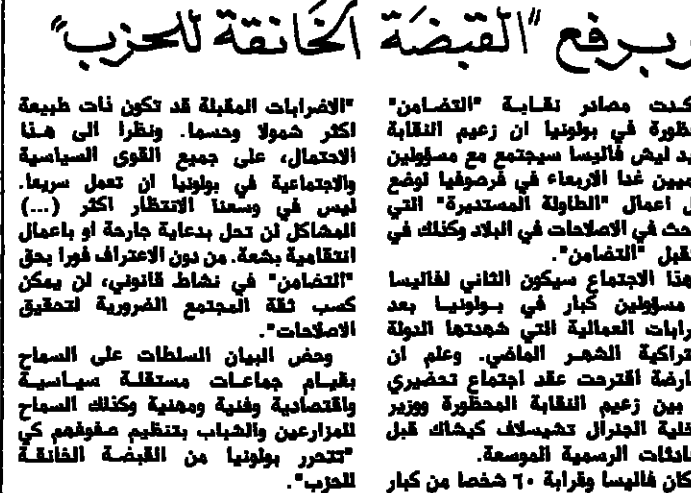 برفع "القبضة الخانقة للحزب"
كدت مصادر نقابة "التضامن"
ظورة في بولونيا ان زعيم النقابة
يد ليش فاليسا سيجتمع مع مسؤولين
ميين غدا الاربعاء في فرصوفيا لوضع
اعمال "الطاولة المستديرة" التي
حث في الاصلاحات في البلاد وكذلك في
قبل "التضامن".
هذا الاجتماع سيكون الثاني لفاليسا
مسؤولين كبار في بولونيا بعد
رابات العمالية التي شهدتها الدولة
تراكية الشهر الماضي. وعلم ان
ارضة اقترحت عقد اجتماع تحضيري
بين زعيم النقابة المحظورة ووزير
خلية الجنرال تشيسلاف كيشاك قبل
ادثات الرسمية الموسعة.
كان فاليسا وقرابة ٦٠ شخصا من كبار
"الاضرابات المقبلة قد تكون ذات طبيعة
اكثر شمولا وحسما. ونظرا الى هذا
الاحتمال، على جميع القوى السياسية
والاجتماعية في بولونيا ان تعمل سريعا.
ليس في وسعنا الانتظار اكثر (...)
المشاكل لن تحل بدعاية جارحة او باعمال
انتقامية بشعة. من دون الاعتراف فورا بحق
"التضامن" في نشاط قانوني، لن يمكن
كسب ثقة المجتمع الضرورية لتحقيق
الاصلاحات".
وحض البيان السلطات على السماح
بقيام جماعات مستقلة سياسية
واقتصادية وفنية ومهنية وكذلك السماح
للمزارعين والشباب بتنظيم صفوفهم كي
"تتحرر بولونيا من القبضة الخانقة
للحزب".